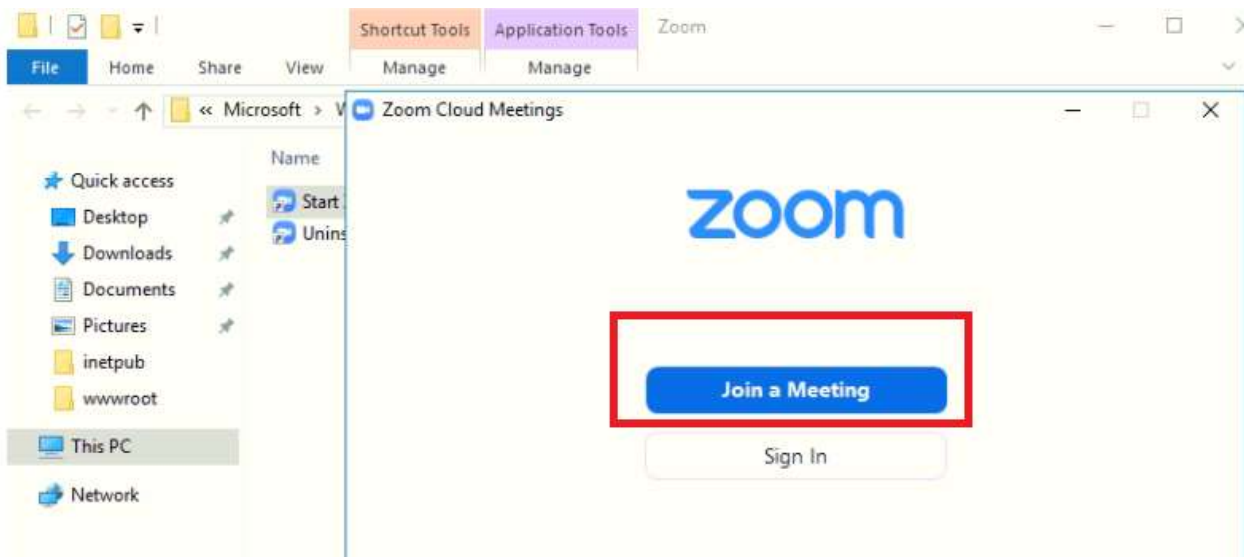 Shortcut Tools Application Tools Zoom
File Home Share View Manage Manage
« Microsoft >
Zoom Cloud Meetings
Name
Quick access
Start
Desktop
Unins
Downloads
Documents
Pictures
inetpub
wwwroot
This PC
Network
zoom
Join a Meeting
Sign In